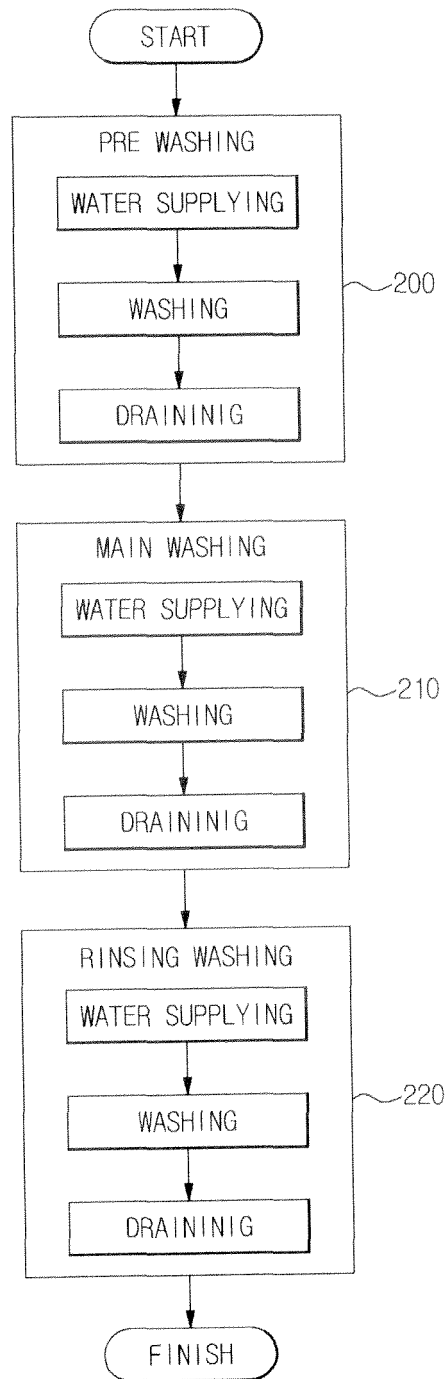 START
PRE WASHING
WATER SUPPLYING
WASHING
DRAININIG
200
MAIN WASHING
WATER SUPPLYING
WASHING
DRAININIG
210
RINSING WASHING
WATER SUPPLYING
WASHING
DRAININIG
220
FINISH